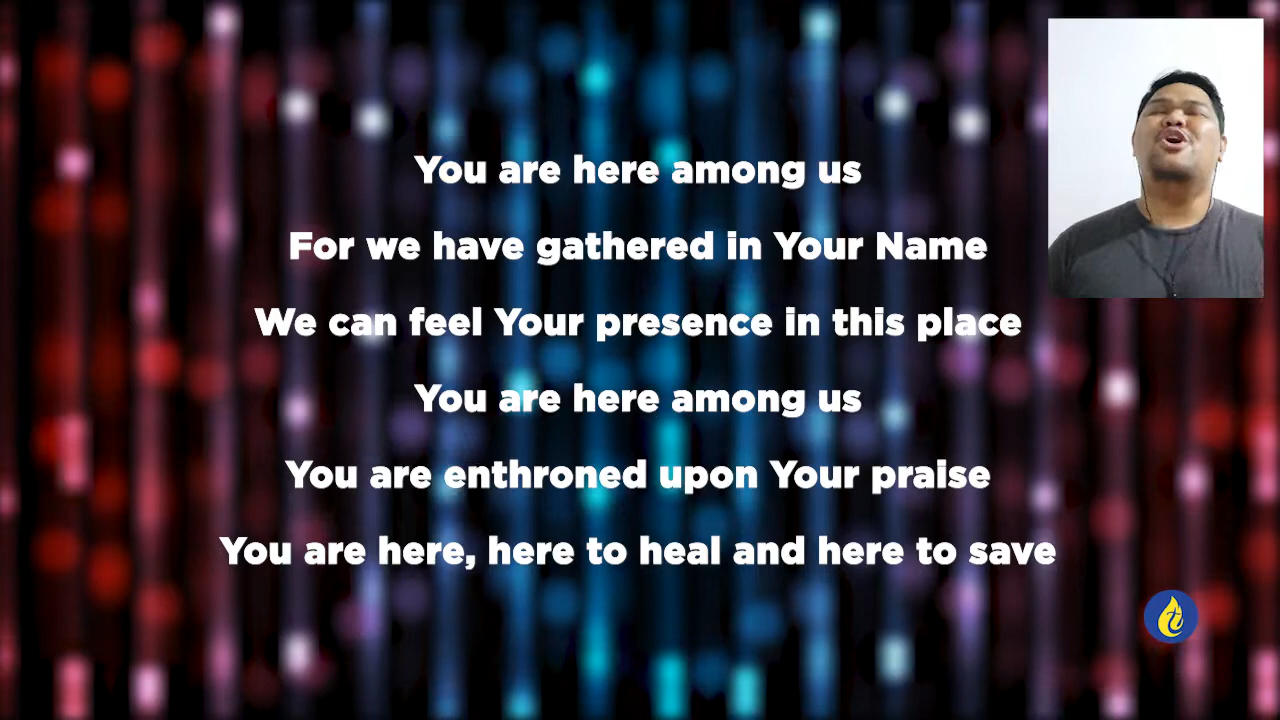 You are here among us
For we have gathered in Your Name
We can feel Your presence in this place
You are here among us
You are enthroned upon Your praise
You are here, here to heal and here to save